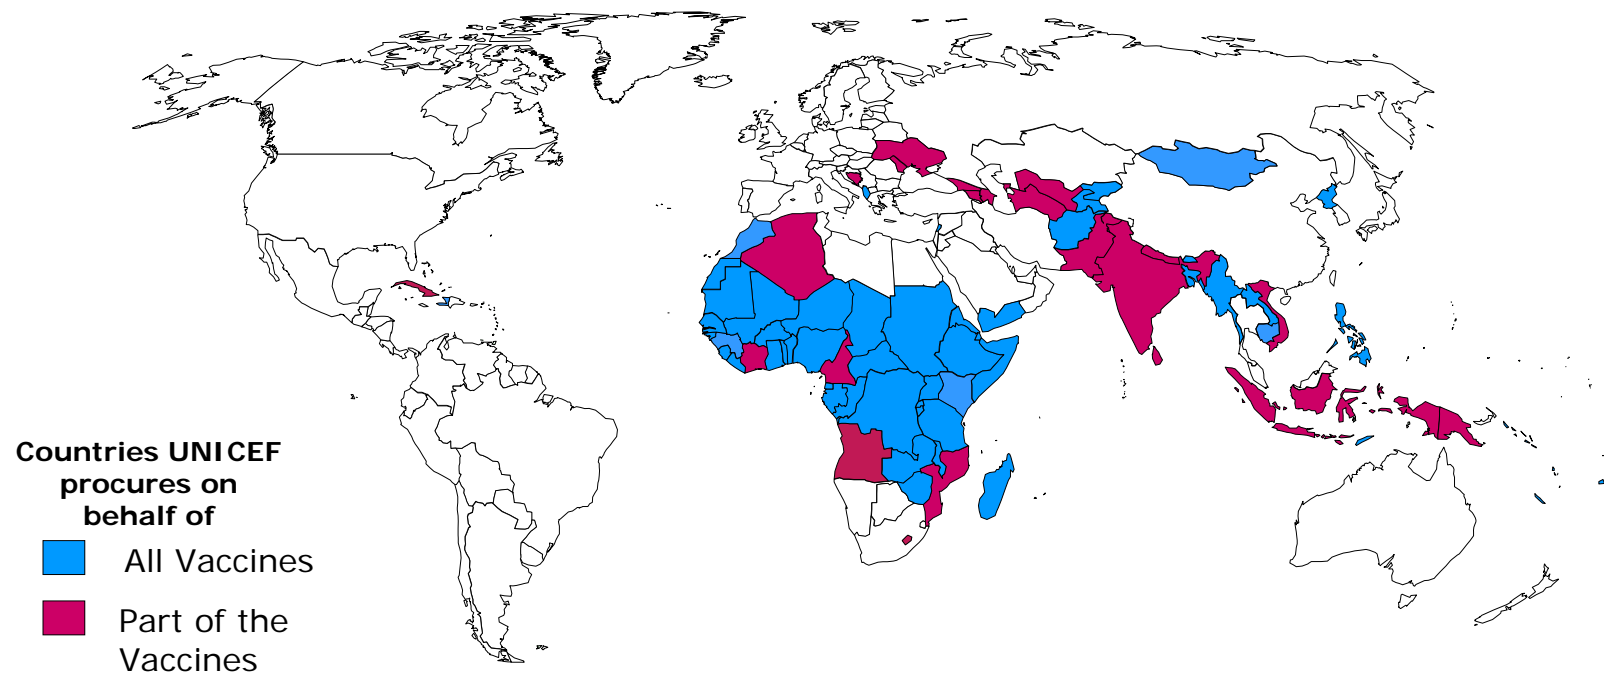 Countries UNICEF
procures on
behalf of
All Vaccines
Part of the
Vaccines